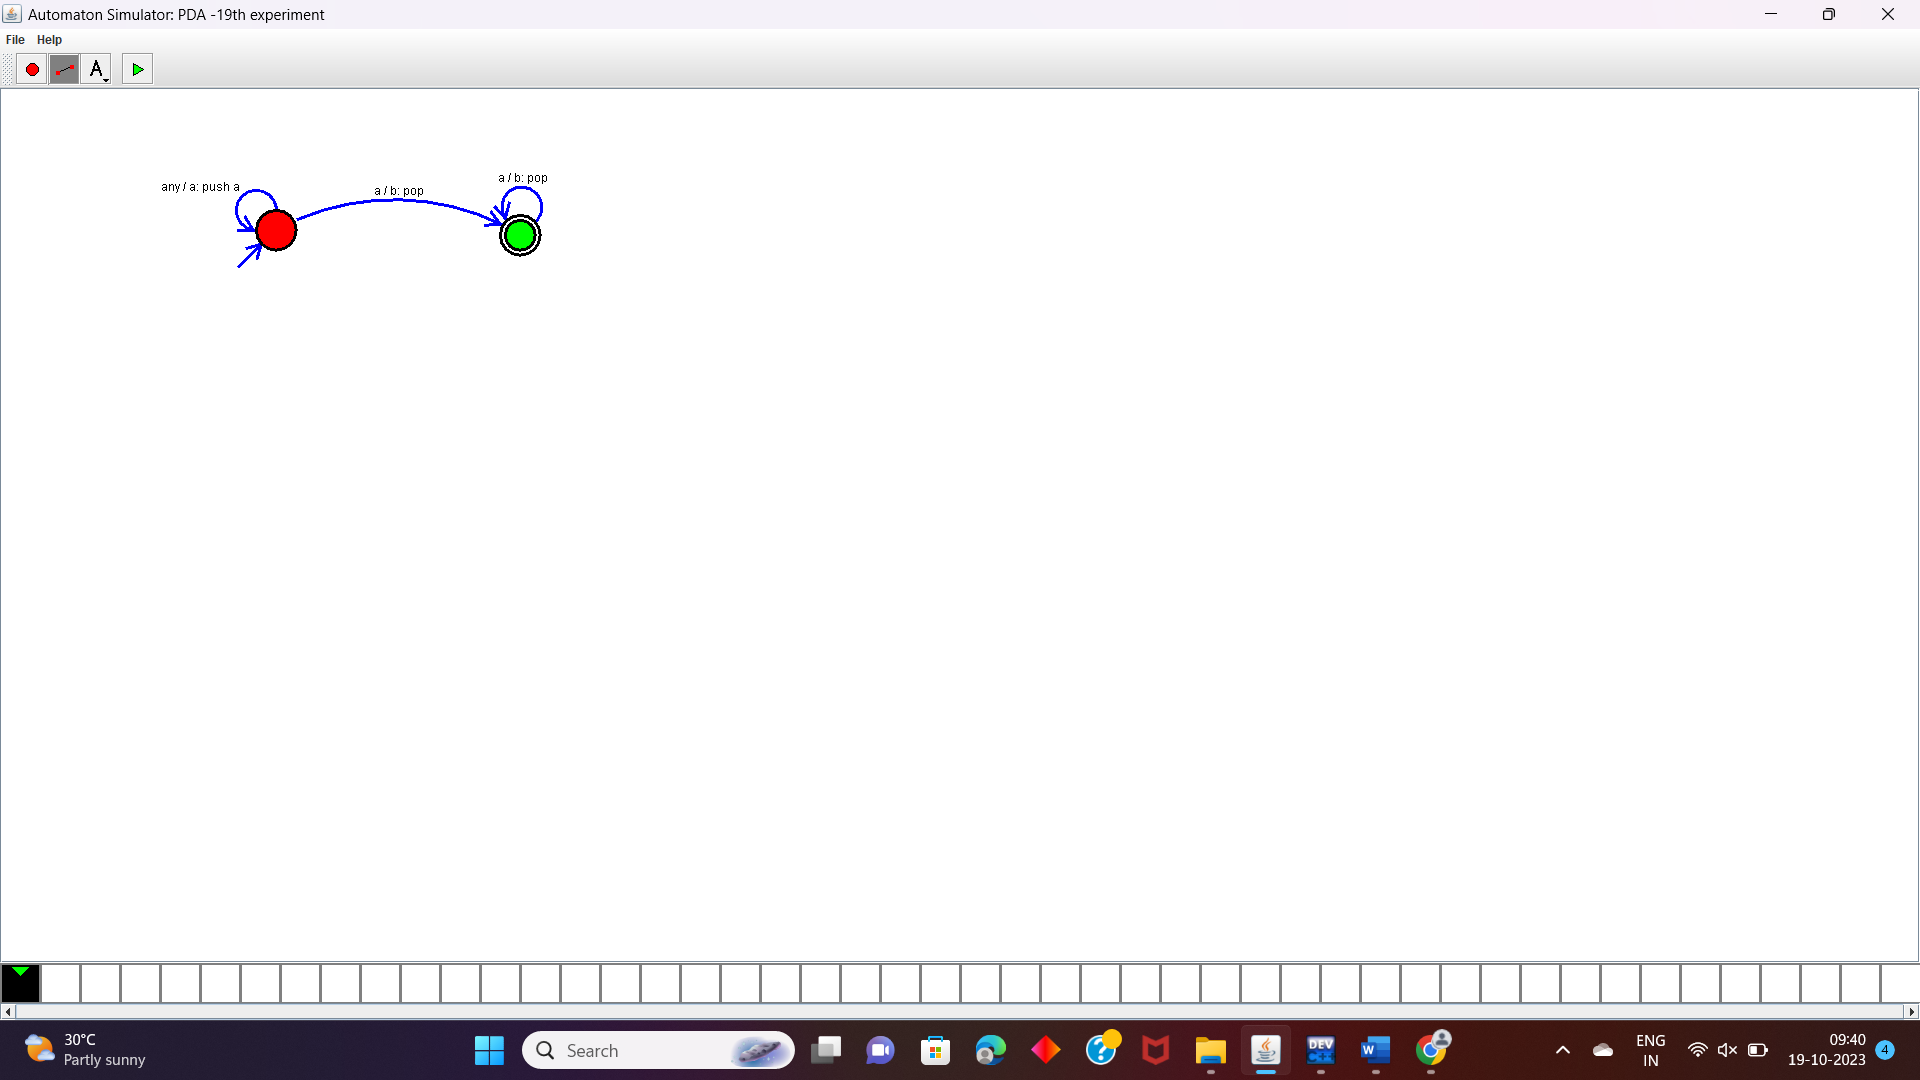 Automaton Simulator: PDA -19th experiment
File Help
A
any / a: push a
a / b: pop
a / b: pop
30°C
Partly sunny
Search
DEV
C++
W
ENG
IN
09:40
19-10-2023
4